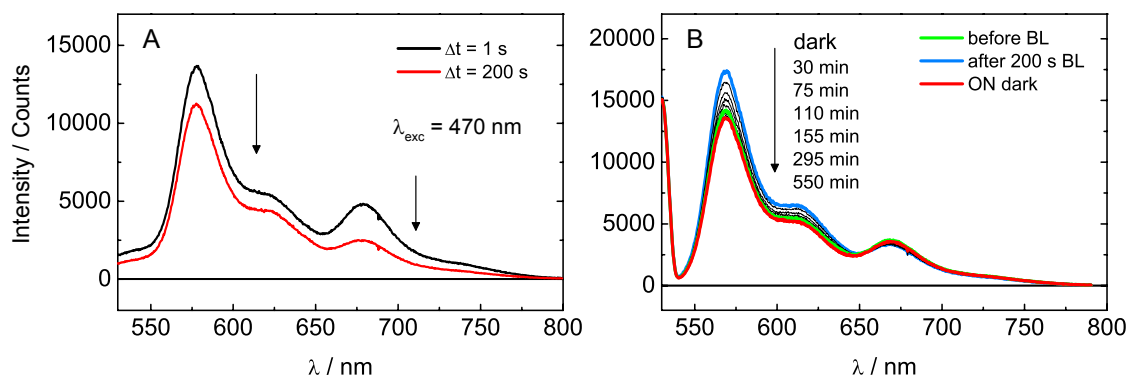 A
Δt = 1 s
Δt = 200 s
λexc = 470 nm
15000
10000
5000
0
Intensity / Counts
550
600
650
700
750
800
λ / nm
B
dark
30 min
75 min
110 min
155 min
295 min
550 min
before BL
after 200 s BL
ON dark
20000
15000
10000
5000
0
550
600
650
700
750
800
λ / nm